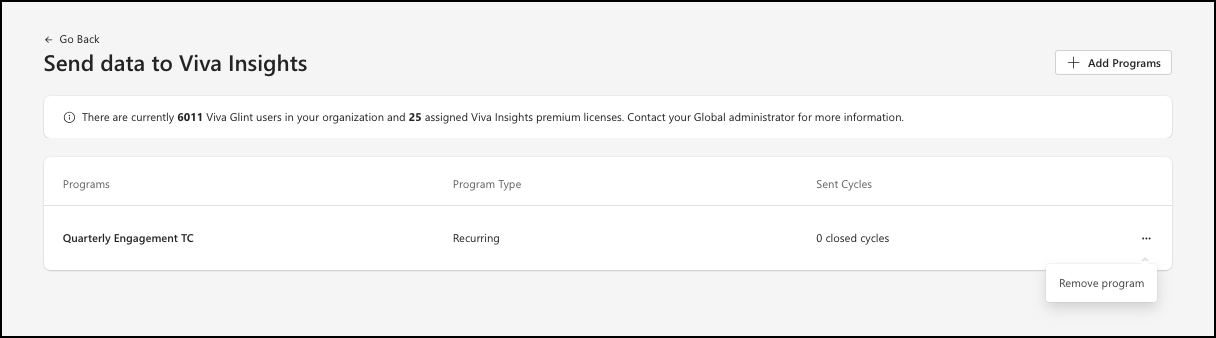 ← Go Back
Send data to Viva Insights
+ Add Programs
There are currently 6011 Viva Glint users in your organization and 25 assigned Viva Insights premium licenses. Contact your Global administrator for more information.
Programs Program Type Sent Cycles
Quarterly Engagement TC Recurring 0 closed cycles ...
Remove program